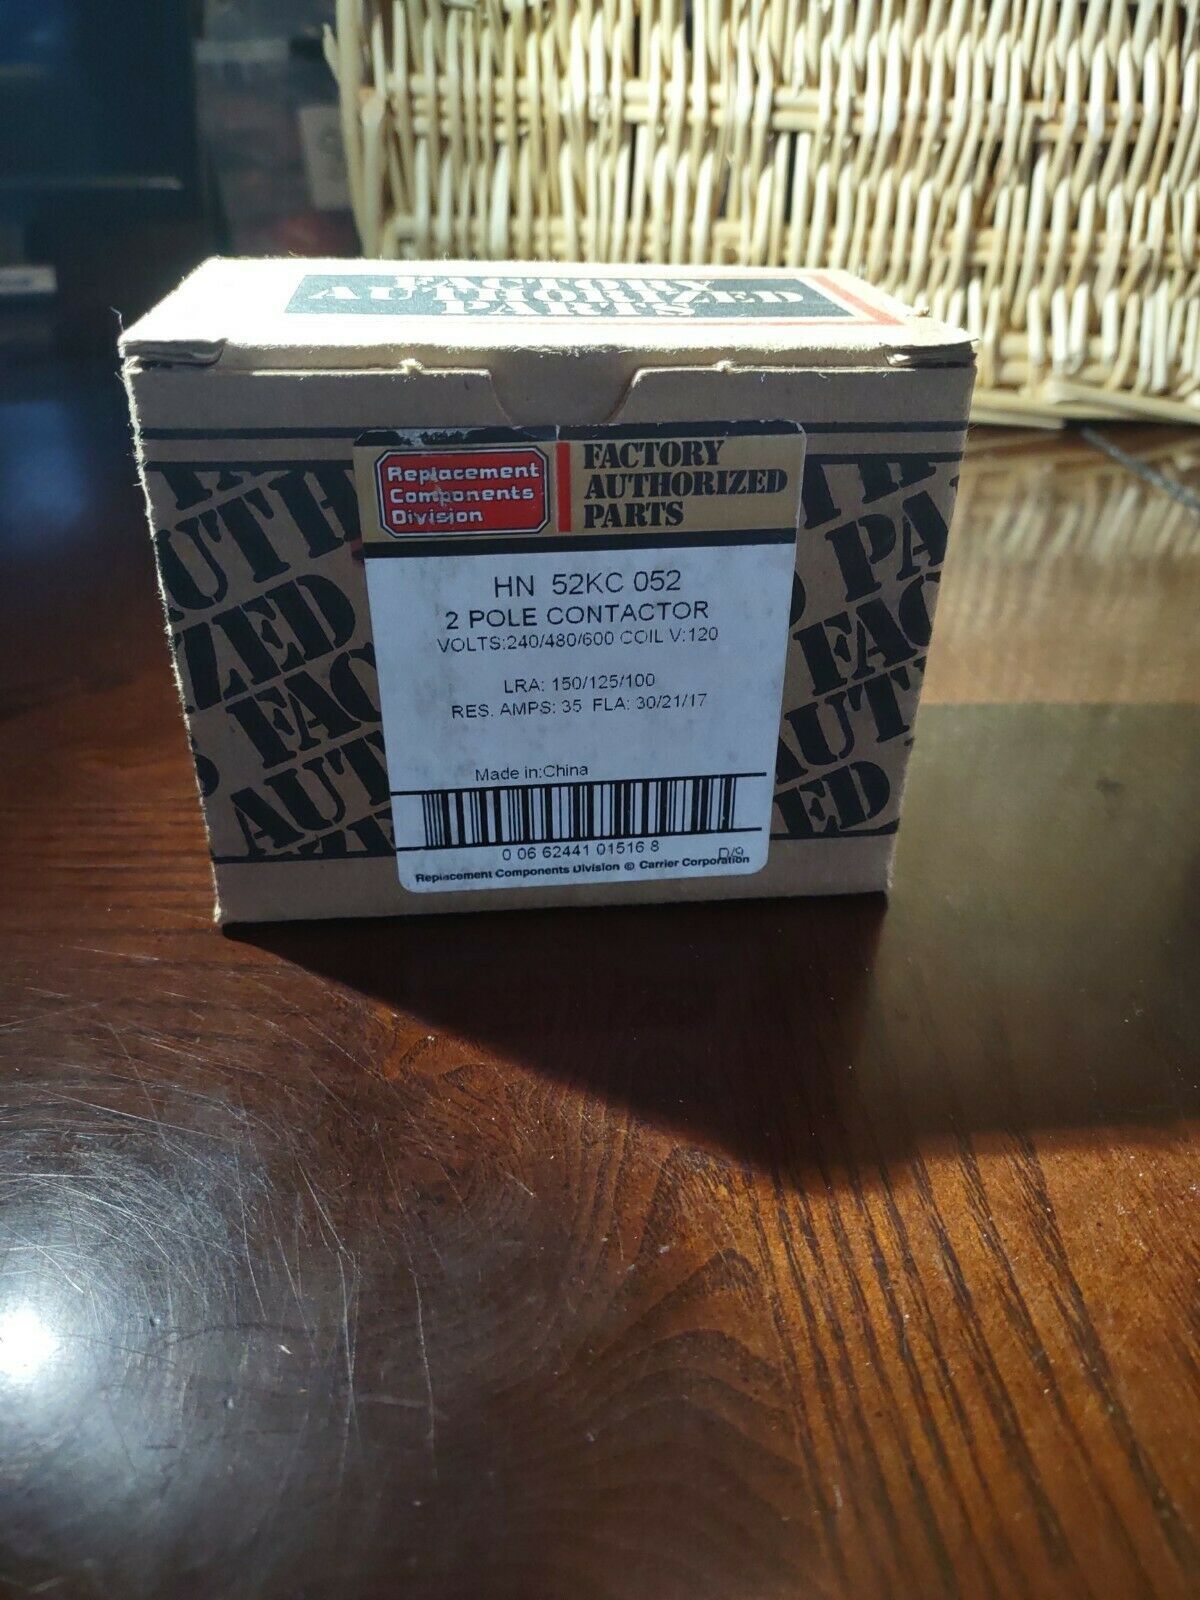 FACTORY
AUTHORIZED
PARTS
Replacement
Components
Division
FACTORY
AUTHORIZED
PARTS
HN 52KC 052
2 POLE CONTACTOR
VOLTS:240/480/600 COIL V:120
LRA: 150/125/100
RES. AMPS: 35 FLA: 30/21/17
Made in:China
0 06 62441 01516 8
D/9
Replacement Components Division © Carrier Corporation